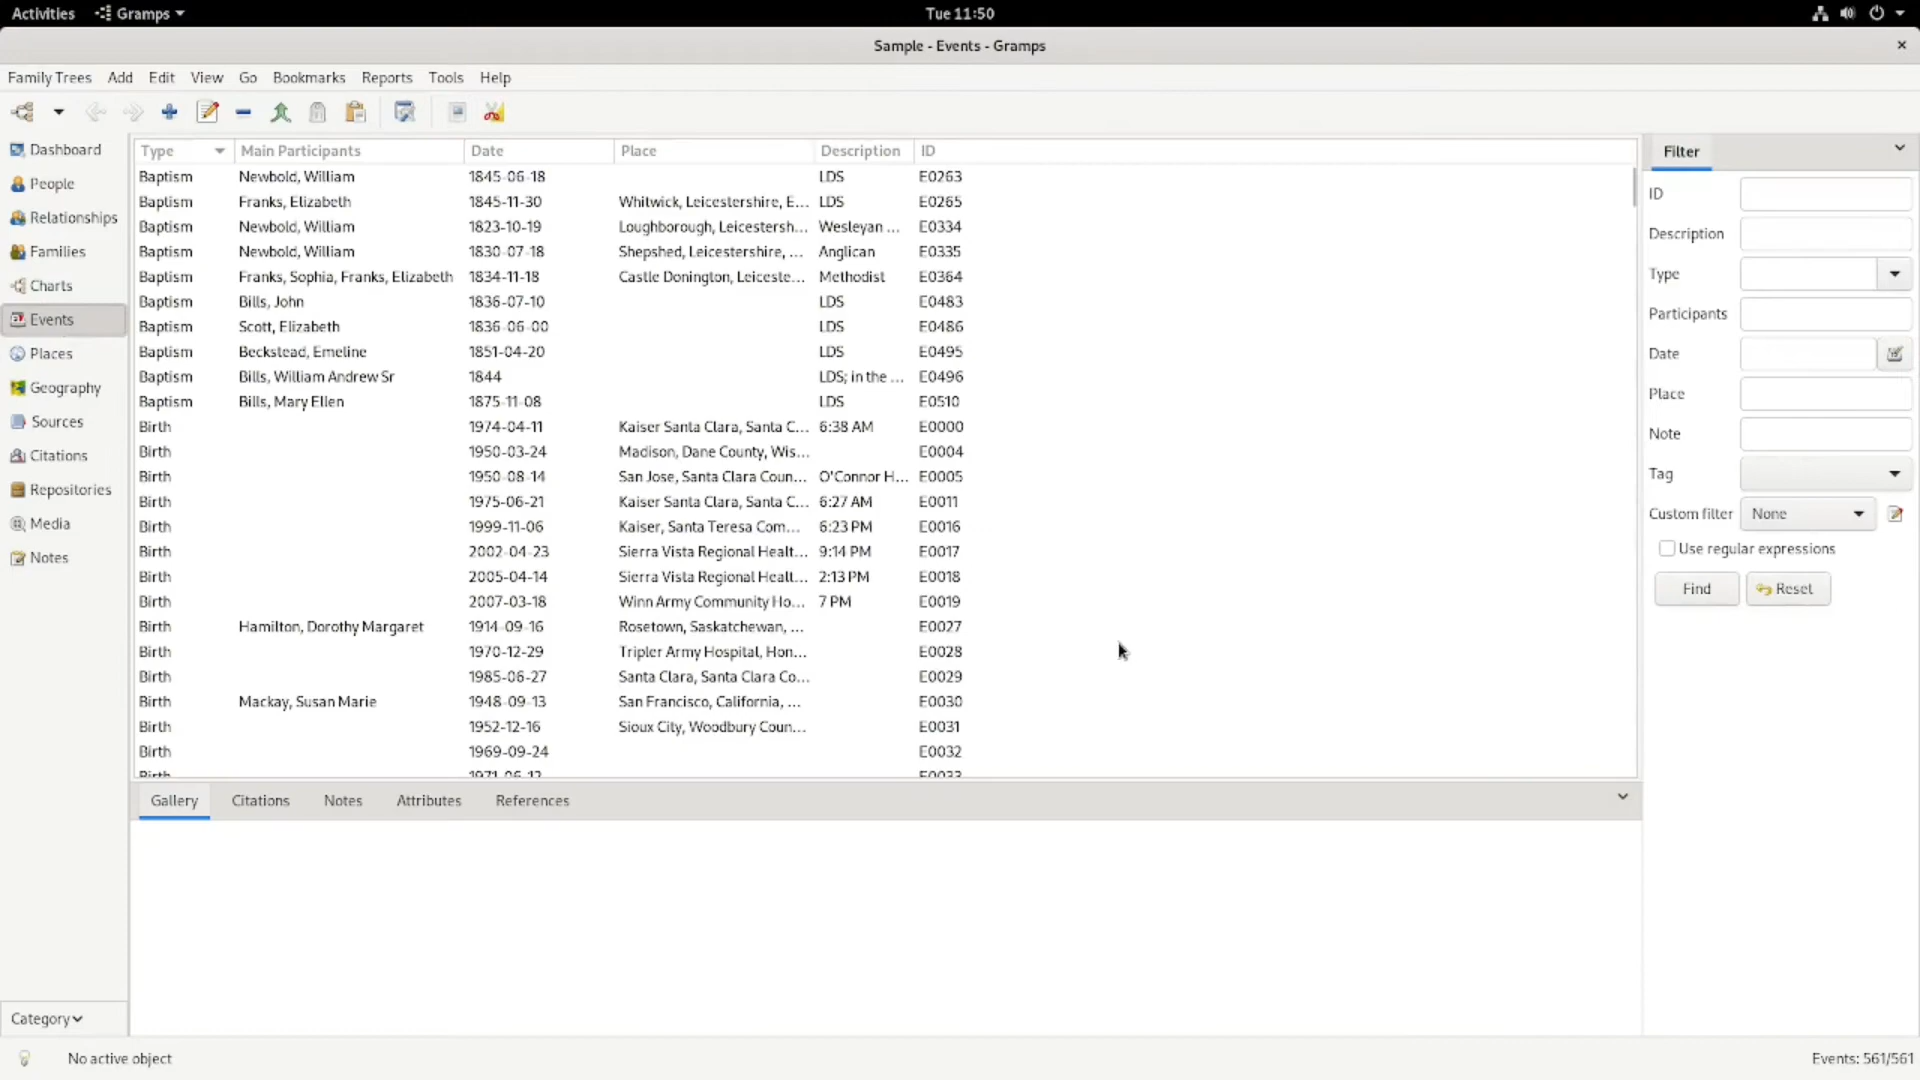 Activities Gramps Tue 11:50
Sample - Events - Gramps
Family Trees Add Edit View Go Bookmarks Reports Tools Help
Dashboard
People
Relationships
Families
Charts
Events
Places
Geography
Sources
Citations
Repositories
Media
Notes
Category
Type Main Participants Date Place Description ID
Baptism Newbold, William 1845-06-18 LDS E0263
Baptism Franks, Elizabeth 1845-11-30 Whitwick, Leicestershire, E... LDS E0265
Baptism Newbold, William 1823-10-19 Loughborough, Leicestersh... Wesleyan ... E0334
Baptism Newbold, William 1830-07-18 Shepshed, Leicestershire, ... Anglican E0335
Baptism Franks, Sophia, Franks, Elizabeth 1834-11-18 Castle Donington, Leiceste... Methodist E0364
Baptism Bills, John 1836-07-10 LDS E0483
Baptism Scott, Elizabeth 1836-06-00 LDS E0486
Baptism Beckstead, Emeline 1851-04-20 LDS E0495
Baptism Bills, William Andrew Sr 1844 LDS; in the ... E0496
Baptism Bills, Mary Ellen 1875-11-08 LDS E0510
Birth 1974-04-11 Kaiser Santa Clara, Santa C... 6:38 AM E0000
Birth 1950-03-24 Madison, Dane County, Wis... E0004
Birth 1950-08-14 San Jose, Santa Clara Coun... O'Connor H... E0005
Birth 1975-06-21 Kaiser Santa Clara, Santa C... 6:27 AM E0011
Birth 1999-11-06 Kaiser, Santa Teresa Com... 6:23 PM E0016
Birth 2002-04-23 Sierra Vista Regional Healt... 9:14 PM E0017
Birth 2005-04-14 Sierra Vista Regional Healt... 2:13 PM E0018
Birth 2007-03-18 Winn Army Community Ho... 7 PM E0019
Birth Hamilton, Dorothy Margaret 1914-09-16 Rosetown, Saskatchewan, ... E0027
Birth 1970-12-29 Tripler Army Hospital, Hon... E0028
Birth 1985-06-27 Santa Clara, Santa Clara Co... E0029
Birth Mackay, Susan Marie 1948-09-13 San Francisco, California, ... E0030
Birth 1952-12-16 Sioux City, Woodbury Coun... E0031
Birth 1969-09-24 E0032
Birth 1971-06-12 E0033
Gallery Citations Notes Attributes References
Filter
ID
Description
Type
Participants
Date
Place
Note
Tag
Custom filter None
Use regular expressions
Find Reset
No active object Events: 561/561